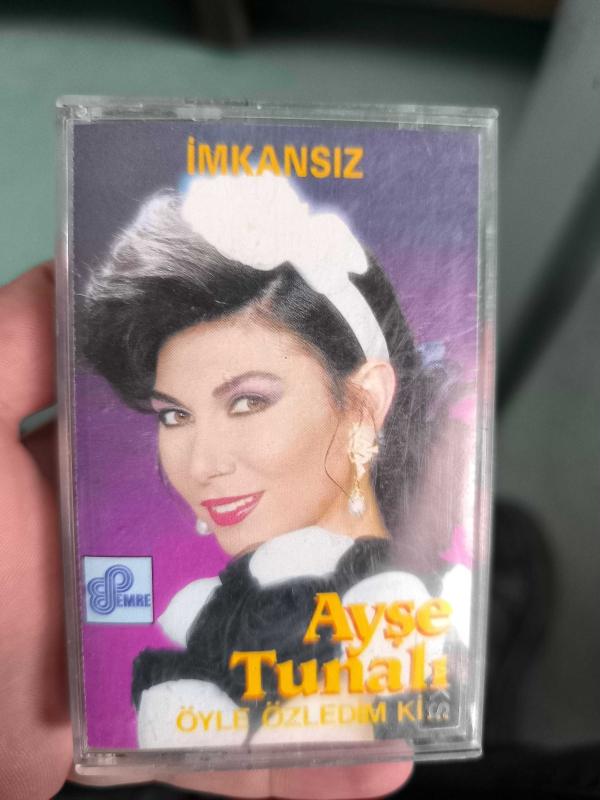 İMKANSIZ
EMRE
Ayşe
Tunalı
ÖYLE ÖZLEDİM Kİ